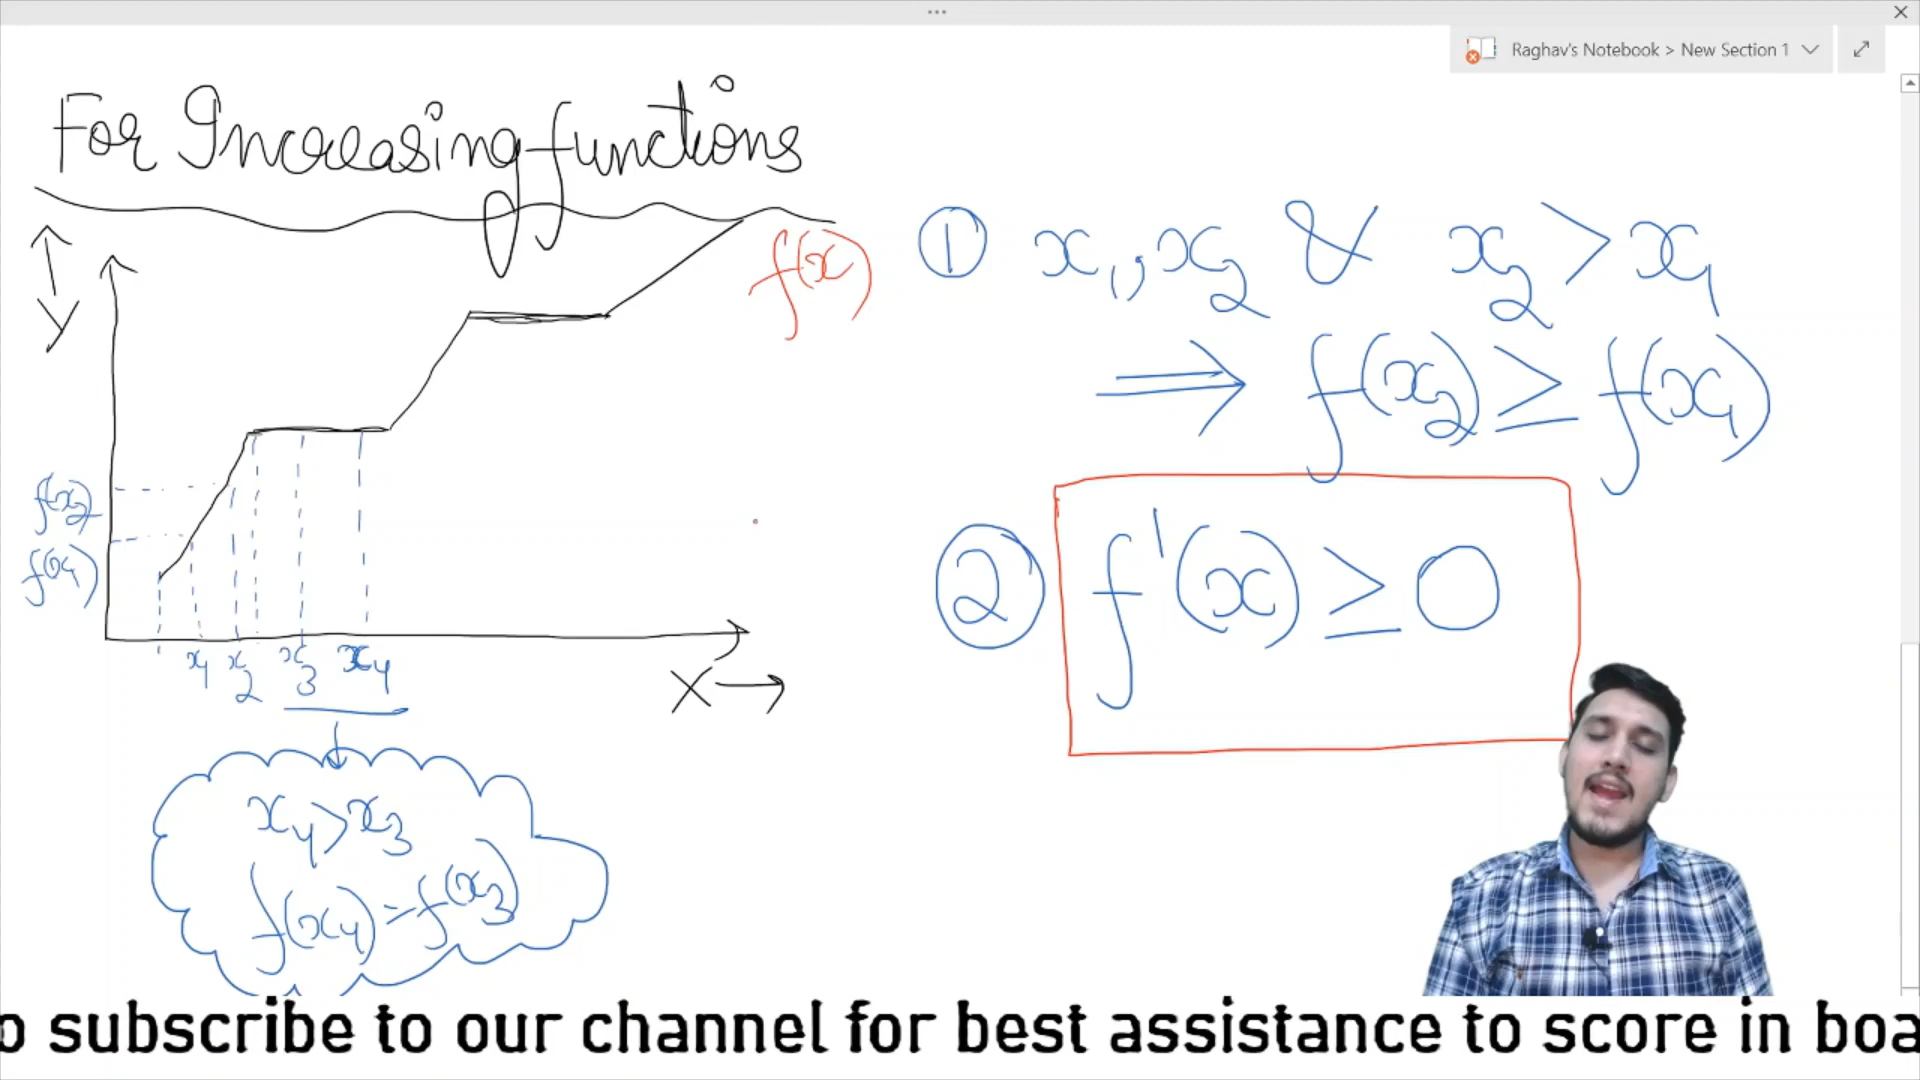 Raghav's Notebook > New Section 1
For Increasing functions
Y
f(x)
f(x2)
f(x1)
x1 x2 x3 x4
X →
x4 > x3
f(x4) = f(x3)
① x1, x2 & x2 > x1
⇒ f(x2) ≥ f(x1)
② f'(x) ≥ 0
o subscribe to our channel for best assistance to score in boa